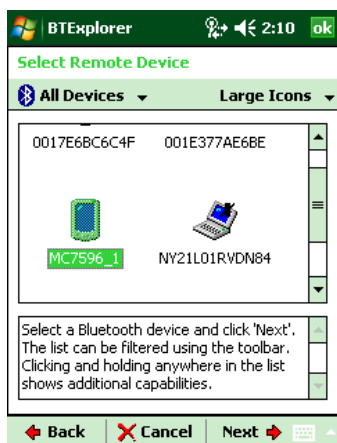 BTExplorer 2:10 ok
Select Remote Device
All Devices Large Icons
0017E6BC6C4F 001E377AE6BE
MC7596_1 NY21L01RVDN84
Select a Bluetooth device and click 'Next'.
The list can be filtered using the toolbar.
Clicking and holding anywhere in the list
shows additional capabilities.
Back Cancel Next